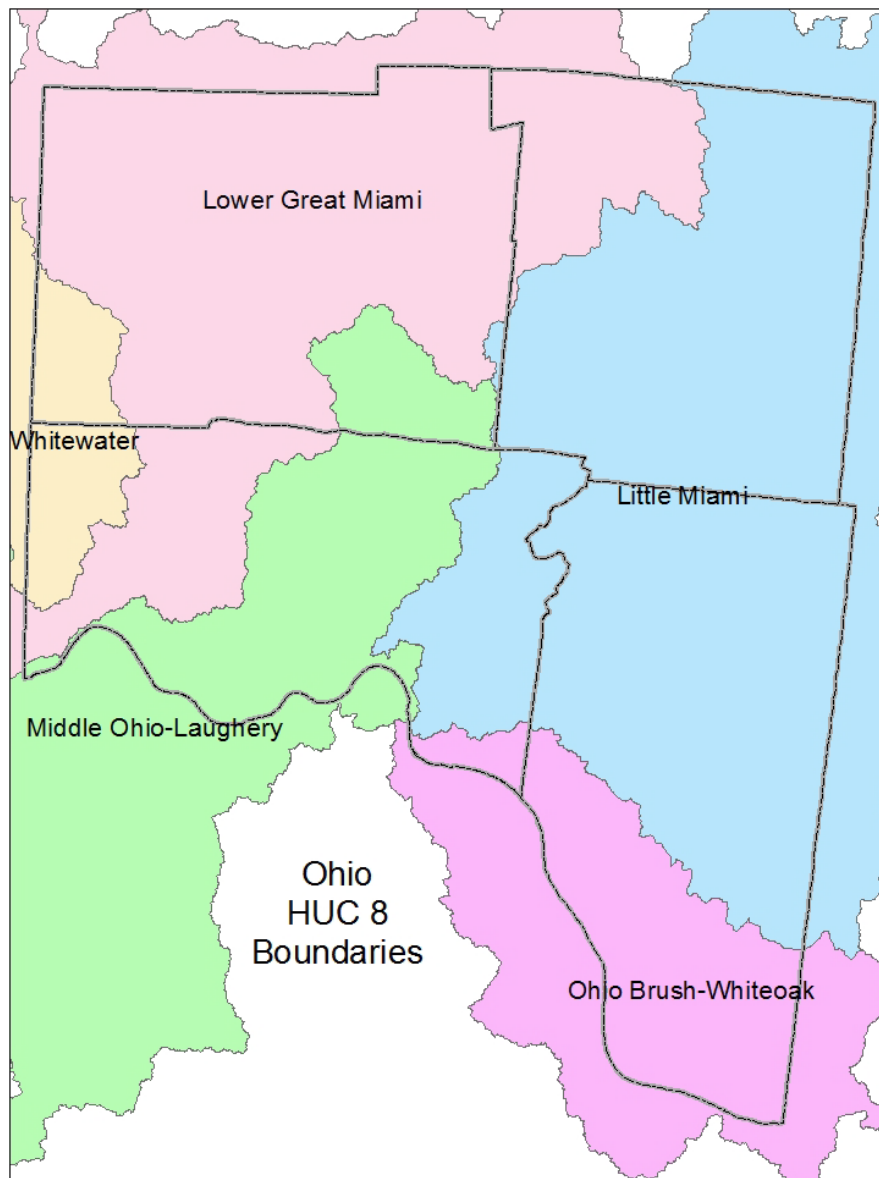 Lower Great Miami
Whitewater
Little Miami
Middle Ohio-Laughery
Ohio
HUC 8
Boundaries
Ohio Brush-Whiteoak